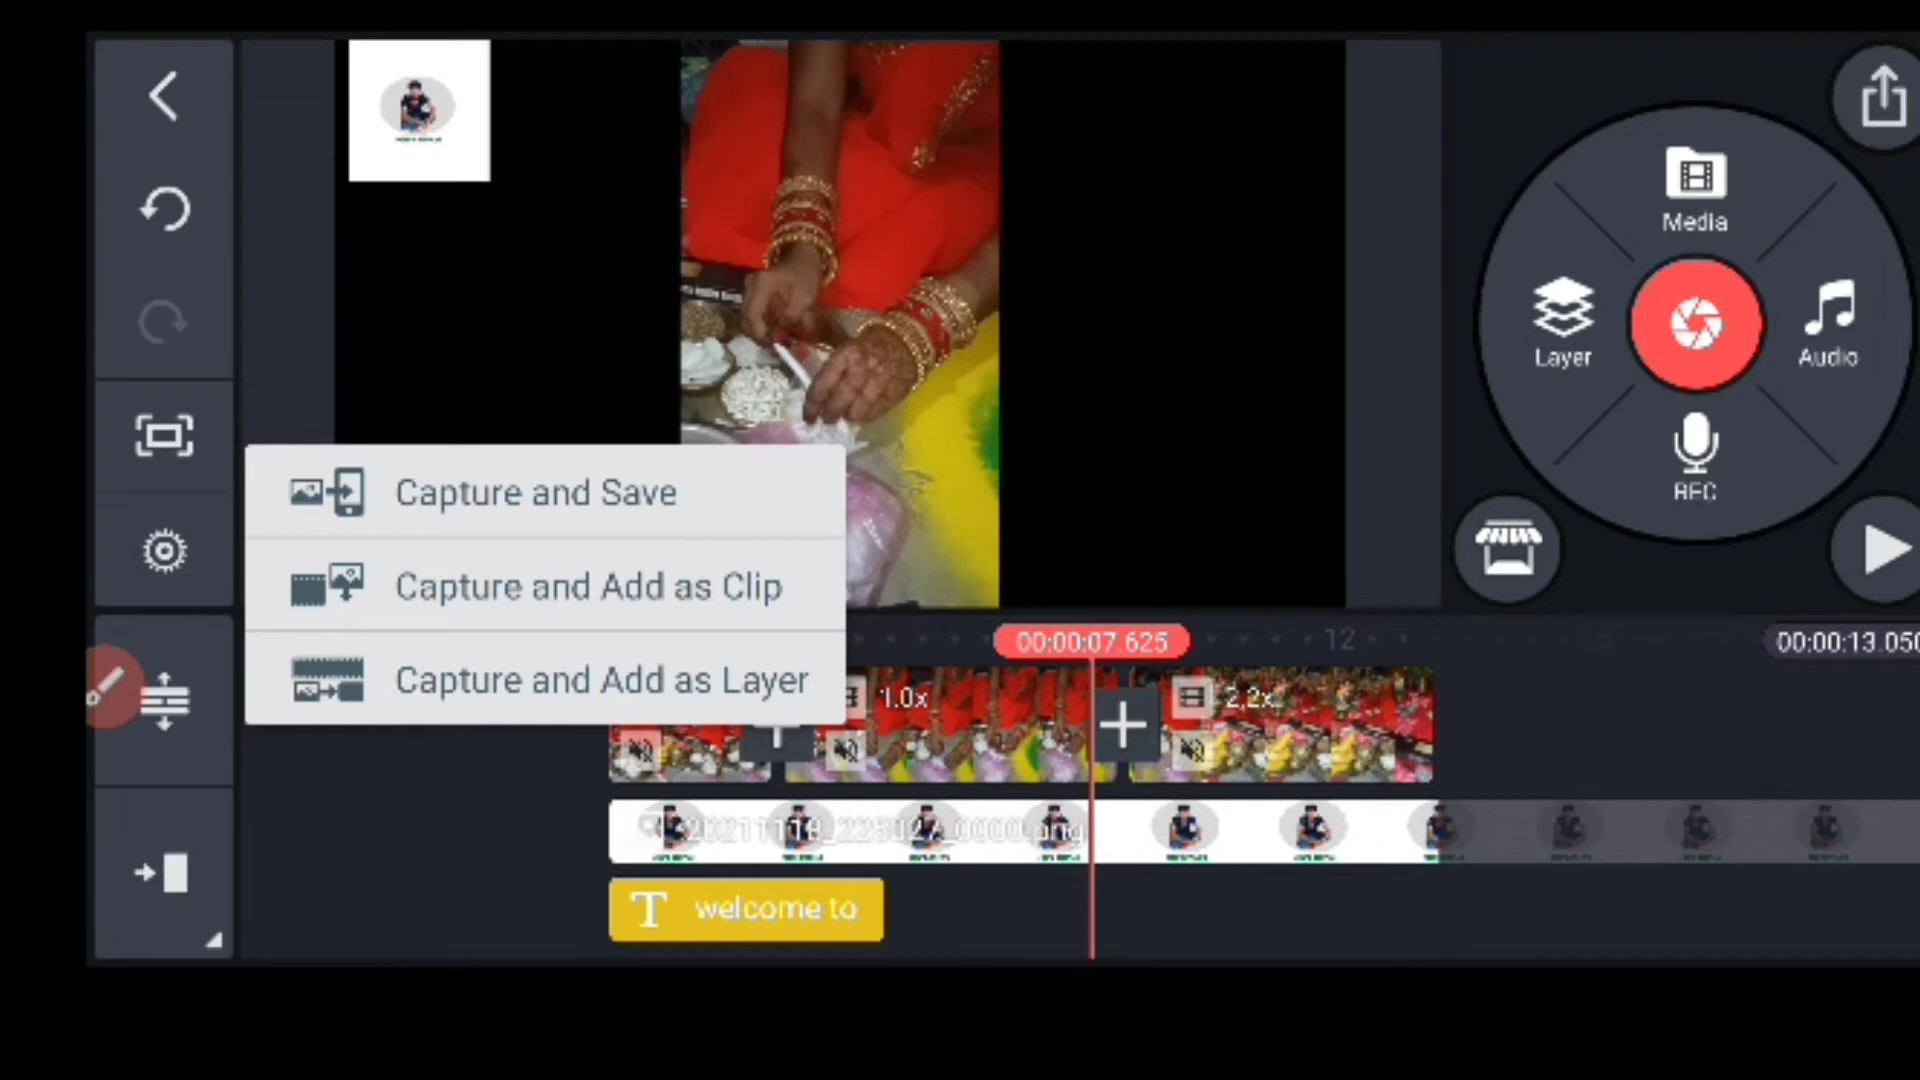 Media
Layer
Audio
REC
Capture and Save
Capture and Add as Clip
Capture and Add as Layer
00:00:07.625
12
00:00:13.050
1.0x
2.2x
T welcome to